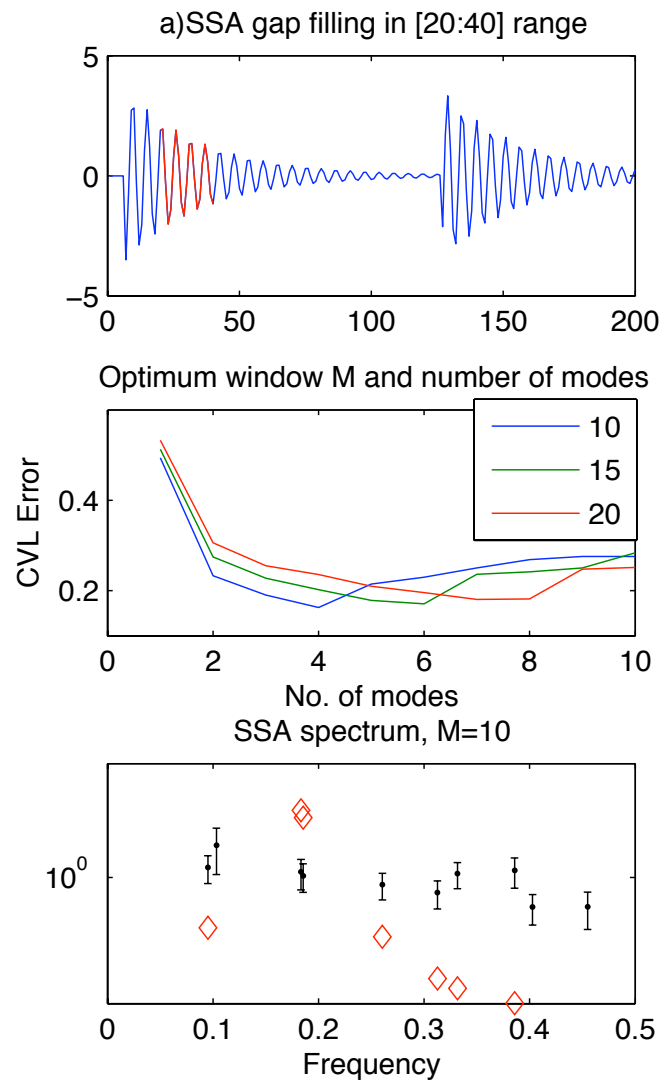 a)SSA gap filling in [20:40] range
5
0
−5
0 50 100 150 200
Optimum window M and number of modes
10
15
20
CVL Error
0.4
0.2
0 2 4 6 8 10
No. of modes
SSA spectrum, M=10
10^0
0 0.1 0.2 0.3 0.4 0.5
Frequency